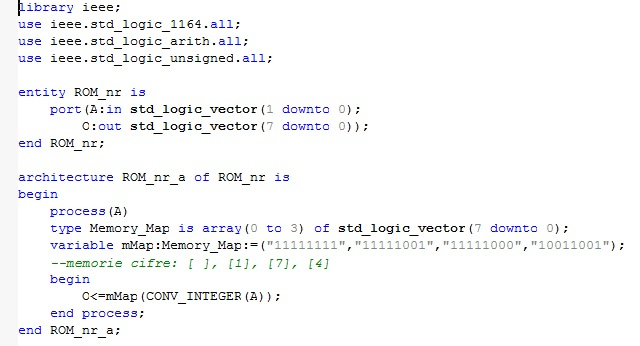 library ieee;
use ieee.std_logic_1164.all;
use ieee.std_logic_arith.all;
use ieee.std_logic_unsigned.all;

entity ROM_nr is
    port(A:in std_logic_vector(1 downto 0);
        O:out std_logic_vector(7 downto 0));
end ROM_nr;

architecture ROM_nr_a of ROM_nr is
begin
    process(A)
    type Memory_Map is array(0 to 3) of std_logic_vector(7 downto 0);
    variable mMap:Memory_Map:=("11111111","11111001","11111000","10011001");
    --memorie cifre: [ ], [1], [7], [4]
    begin
        O<=mMap(CONV_INTEGER(A));
    end process;
end ROM_nr_a;